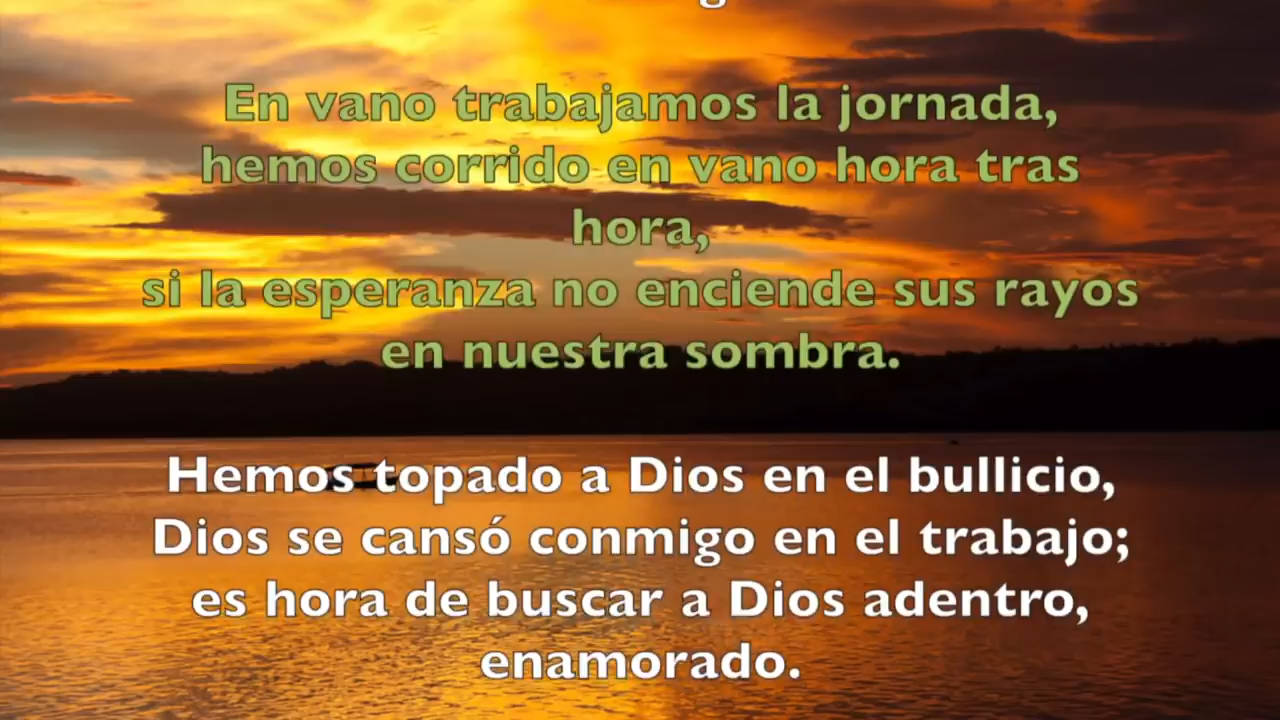 En vano trabajamos la jornada,
hemos corrido en vano hora tras
hora,
si la esperanza no enciende sus rayos
en nuestra sombra.
Hemos topado a Dios en el bullicio,
Dios se cansó conmigo en el trabajo;
es hora de buscar a Dios adentro,
enamorado.